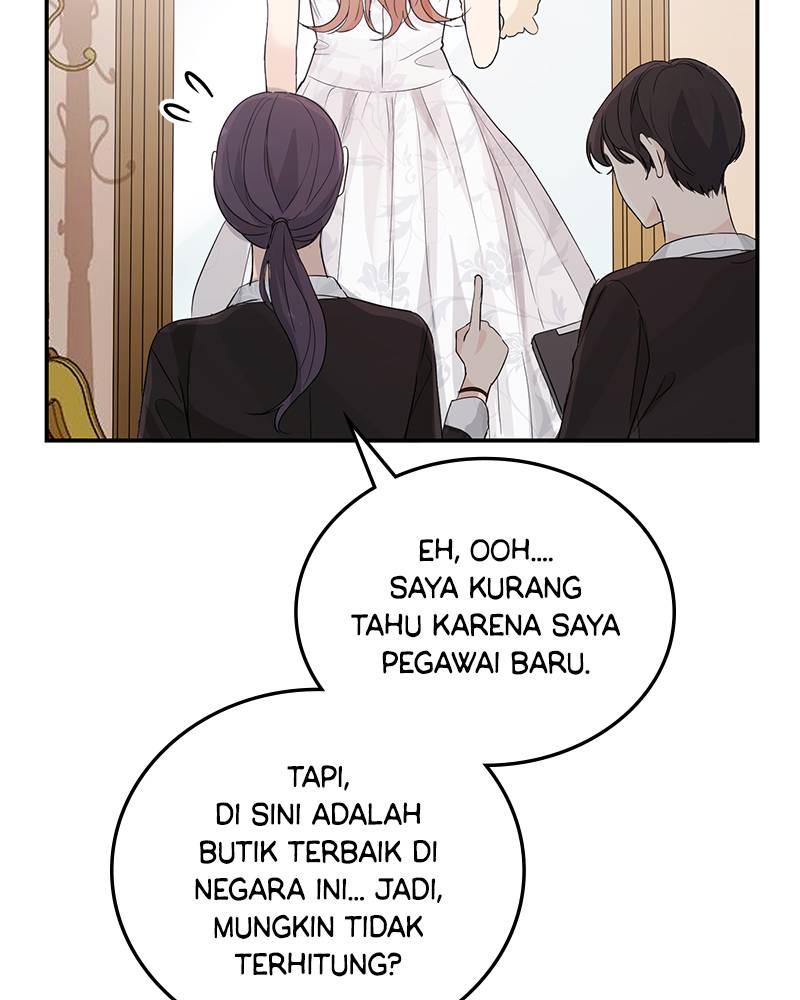 EH, OOH....
SAYA KURANG
TAHU KARENA SAYA
PEGAWAI BARU.
TAPI,
DI SINI ADALAH
BUTIK TERBAIK DI
NEGARA INI... JADI,
MUNGKIN TIDAK
TERHITUNG?